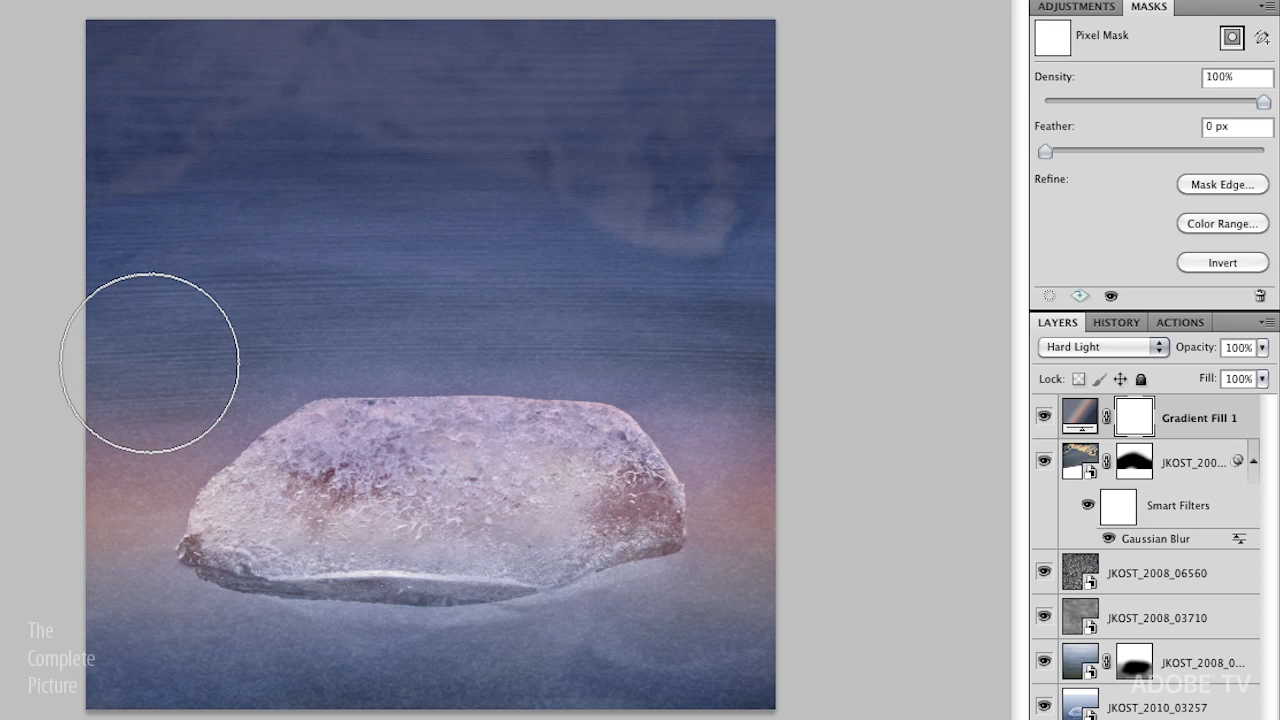 ADJUSTMENTS MASKS
Pixel Mask
Density: 100%
Feather: 0 px
Refine:
Mask Edge...
Color Range...
Invert
LAYERS HISTORY ACTIONS
Hard Light Opacity: 100%
Lock: Fill: 100%
Gradient Fill 1
JKOST_200...
Smart Filters
Gaussian Blur
JKOST_2008_06560
JKOST_2008_03710
JKOST_2008_0...
JKOST_2010_03257
The
Complete
Picture
ADOBE® TV